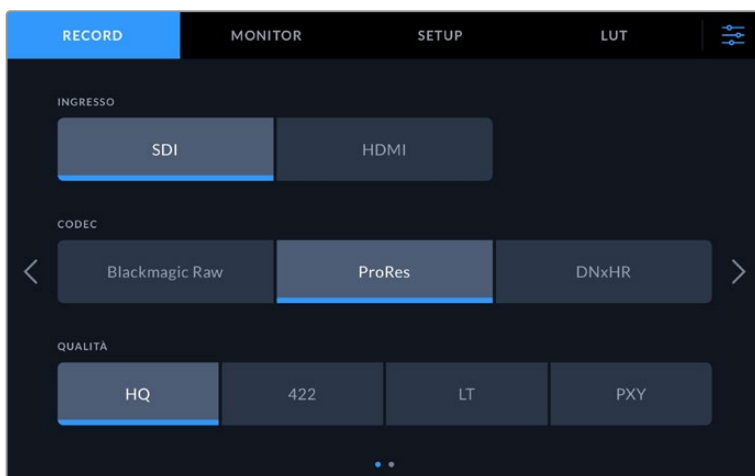 RECORD MONITOR SETUP LUT
INGRESSO
SDI HDMI
CODEC
Blackmagic Raw ProRes DNxHR
QUALITÀ
HQ 422 LT PXY